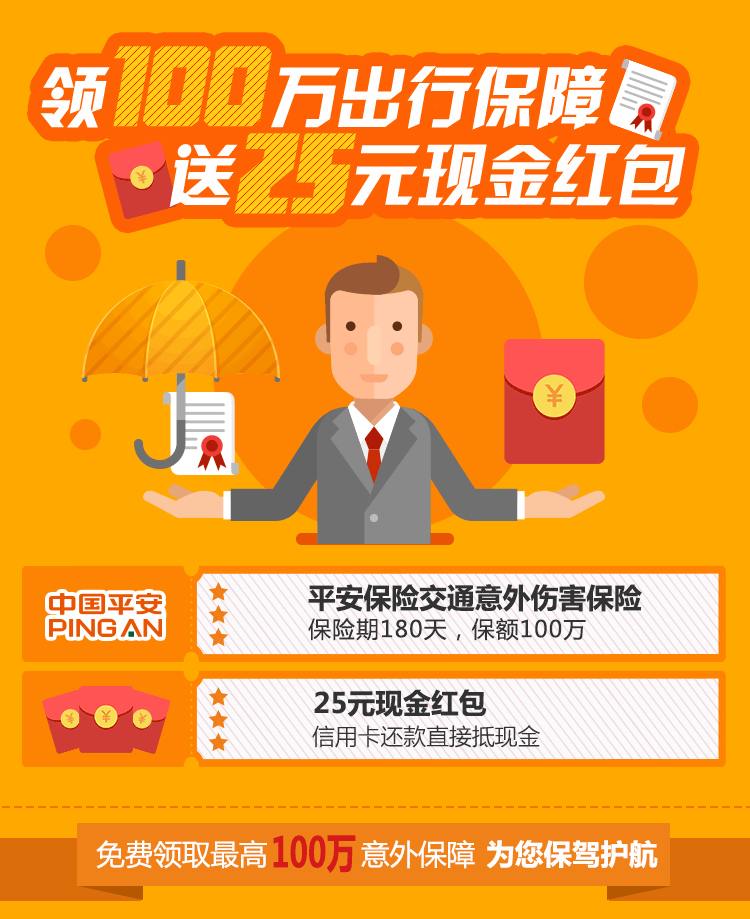 领100万出行保障
送25元现金红包
¥
¥
中国平安
PING AN
平安保险交通意外伤害保险
保险期180天，保额100万
¥ ¥ ¥
25元现金红包
信用卡还款直接抵现金
免费领取最高100万意外保障 为您保驾护航